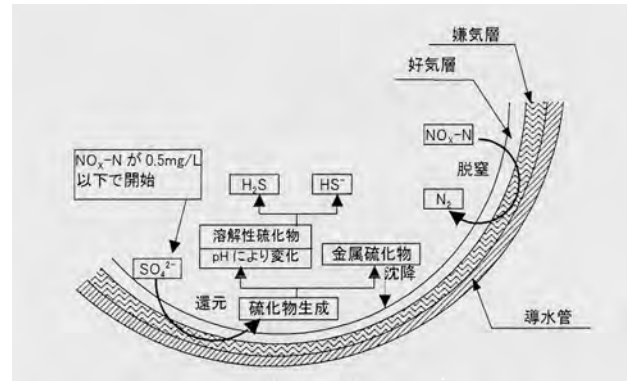 嫌気層
好気層
NOₓ-N
NOₓ-N が 0.5mg/L
以下で開始
脱窒
H₂S
HS⁻
N₂
溶解性硫化物
pHにより変化
金属硫化物
沈降
SO₄²⁻
還元
硫化物生成
導水管